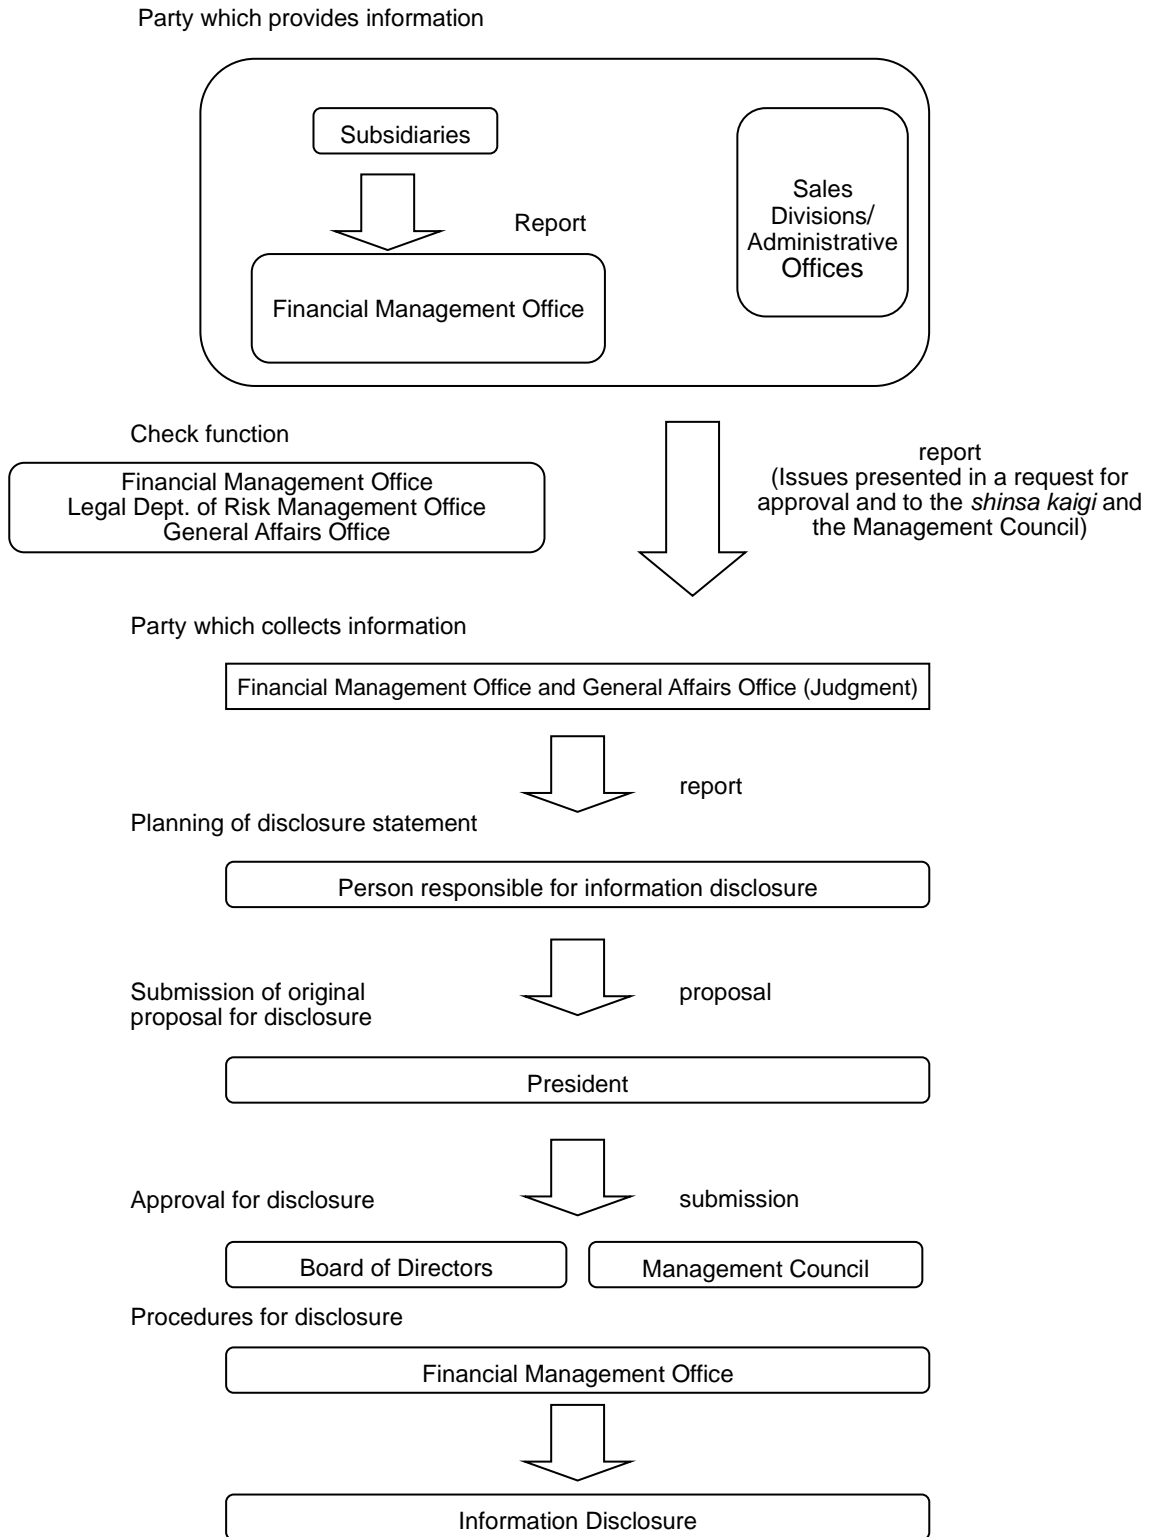 Party which provides information
Subsidiaries
Report
Financial Management Office
Sales
Divisions/
Administrative
Offices
Check function
Financial Management Office
Legal Dept. of Risk Management Office
General Affairs Office
report
(Issues presented in a request for
approval and to the shinsa kaigi and
the Management Council)
Party which collects information
Financial Management Office and General Affairs Office (Judgment)
report
Planning of disclosure statement
Person responsible for information disclosure
Submission of original
proposal for disclosure
proposal
President
Approval for disclosure
submission
Board of Directors
Management Council
Procedures for disclosure
Financial Management Office
Information Disclosure